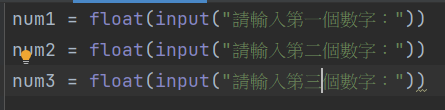 num1 = float(input("請輸入第一個數字："))
num2 = float(input("請輸入第二個數字："))
num3 = float(input("請輸入第三個數字："))